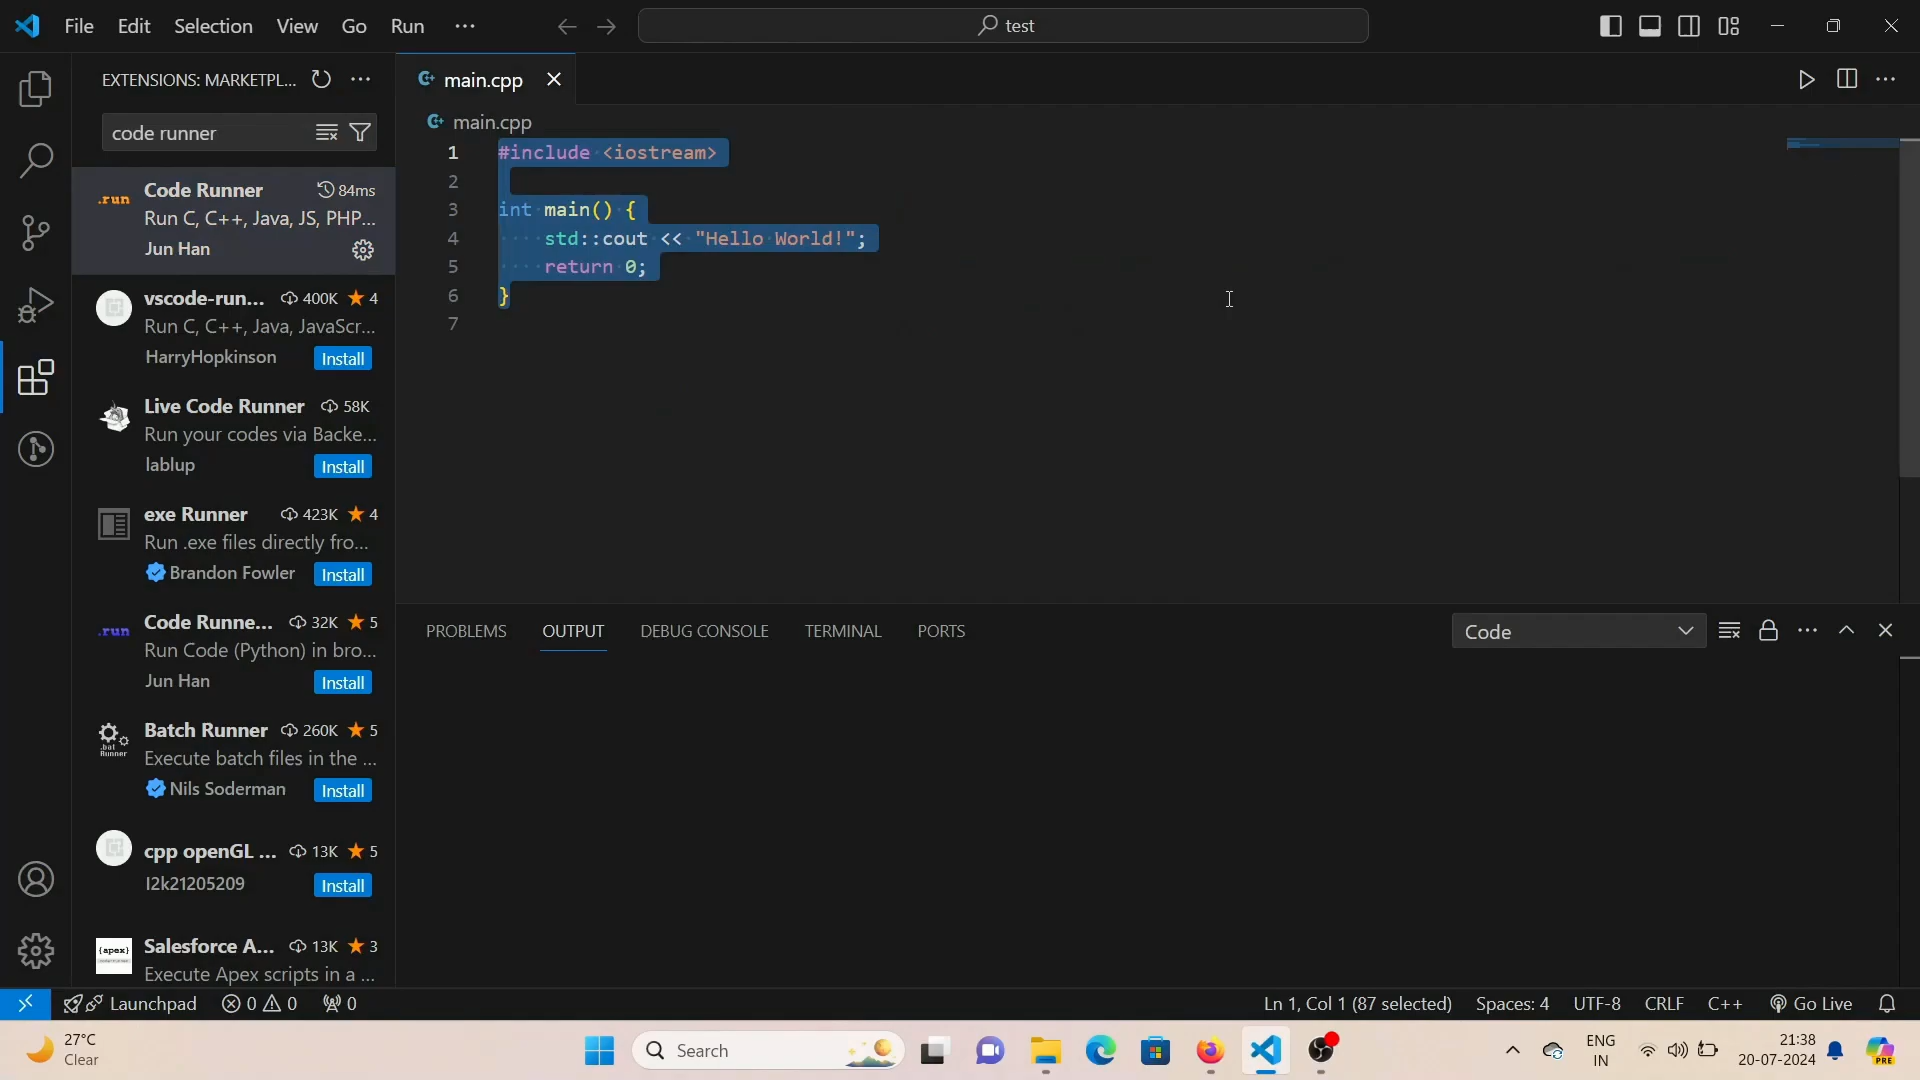 File Edit Selection View Go Run ···
test
EXTENSIONS: MARKETPL...
code runner
.run
Code Runner 84ms
Run C, C++, Java, JS, PHP...
Jun Han
vscode-run... 400K 4
Run C, C++, Java, JavaScr...
HarryHopkinson Install
Live Code Runner 58K
Run your codes via Backe...
lablup Install
exe Runner 423K 4
Run .exe files directly fro...
Brandon Fowler Install
.run
Code Runne... 32K 5
Run Code (Python) in bro...
Jun Han Install
.bat
Runner
Batch Runner 260K 5
Execute batch files in the ...
Nils Soderman Install
cpp openGL ... 13K 5
l2k21205209 Install
{apex}
Salesforce A... 13K 3
Execute Apex scripts in a ...
main.cpp
main.cpp
1 #include <iostream>
2
3 int main() {
4 std::cout << "Hello World!";
5 return 0;
6 }
7
PROBLEMS OUTPUT DEBUG CONSOLE TERMINAL PORTS Code
Launchpad 0 0 0 Ln 1, Col 1 (87 selected) Spaces: 4 UTF-8 CRLF C++ Go Live
27°C
Clear
Search
ENG
IN
21:38
20-07-2024
PRE